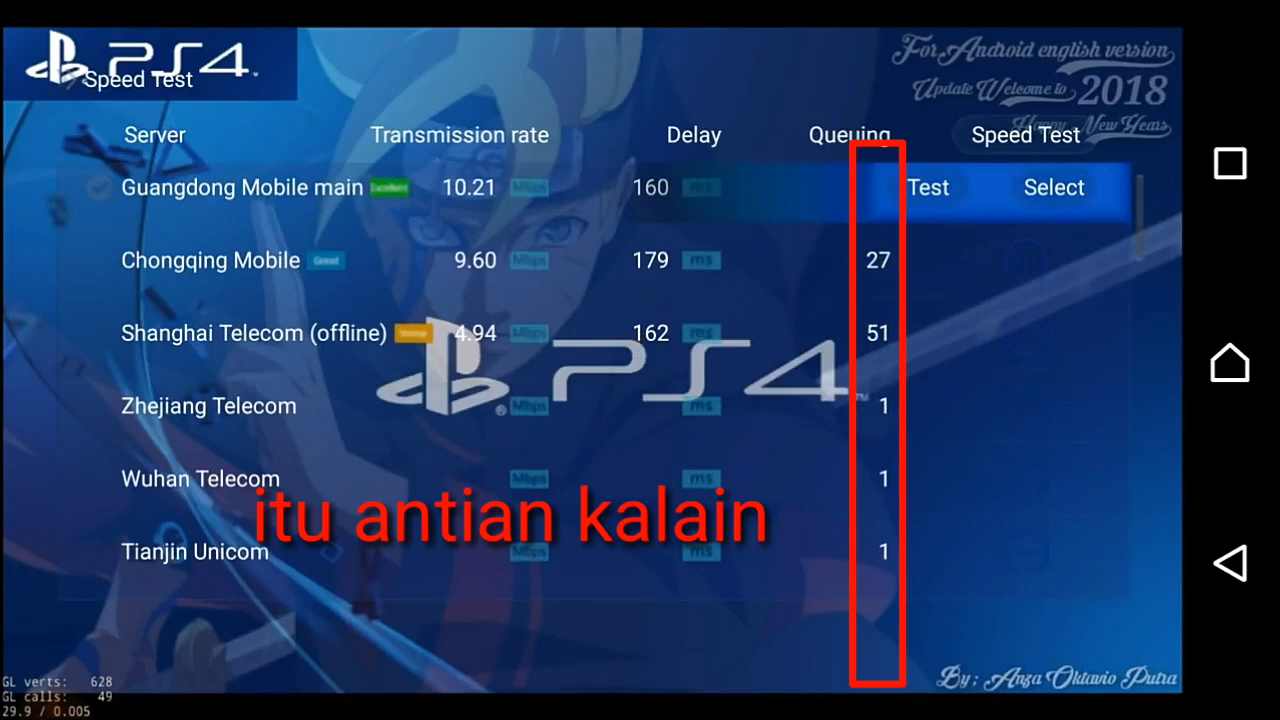 PS4
Speed Test
For Android english version
Update Welcome to 2018
Happy New Years
Server Transmission rate Delay Queuing Speed Test
Guangdong Mobile main Excellent 10.21 Mbps 160 ms Test Select
Chongqing Mobile Good 9.60 Mbps 179 ms 27
Shanghai Telecom (offline) 4.94 Mbps 162 ms 51
PS4
Zhejiang Telecom Mbps ms 1
Wuhan Telecom Mbps ms 1
itu antian kalain
Tianjin Unicom Mbps ms 1
By; Anga Oktavio Putra
GL verts: 628
GL calls: 49
29.9 / 0.005